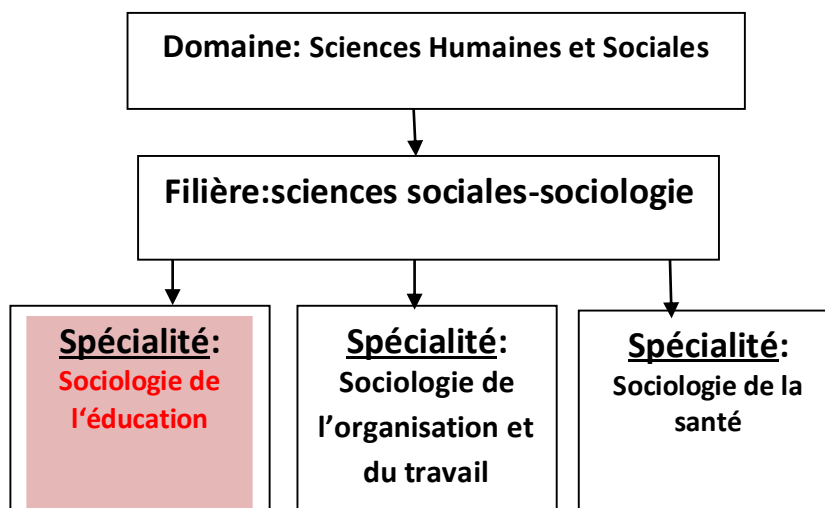 Domaine: Sciences Humaines et Sociales
Filière:sciences sociales-sociologie
Spécialité:
Sociologie de
l‘éducation
Spécialité:
Sociologie de
l’organisation et
du travail
Spécialité:
Sociologie de la
santé